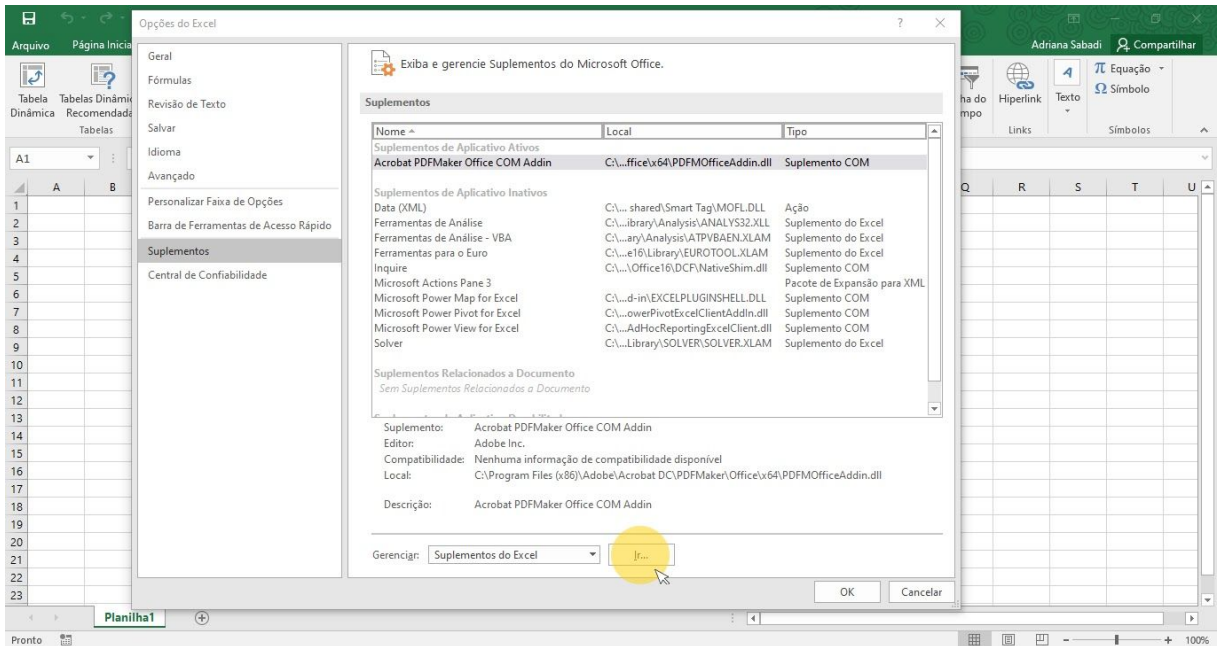 Opções do Excel ? ×
Arquivo Página Inicia Adriana Sabadi Compartilhar
Tabela Dinâmica
Tabelas Dinâmi Recomendada
Tabelas
ha do mpo
Hiperlink
Links
Texto
π Equação
Ω Símbolo
Símbolos
A1
A B Q R S T U
1
2
3
4
5
6
7
8
9
10
11
12
13
14
15
16
17
18
19
20
21
22
23
Geral
Fórmulas
Revisão de Texto
Salvar
Idioma
Avançado
Personalizar Faixa de Opções
Barra de Ferramentas de Acesso Rápido
Suplementos
Central de Confiabilidade
Exiba e gerencie Suplementos do Microsoft Office.
Suplementos
Nome Local Tipo
Suplementos de Aplicativo Ativos
Acrobat PDFMaker Office COM Addin C:\...ffice\x64\PDFMOfficeAddin.dll Suplemento COM
Suplementos de Aplicativo Inativos
Data (XML) C:\... shared\Smart Tag\MOFL.DLL Ação
Ferramentas de Análise C:\...ibrary\Analysis\ANALYS32.XLL Suplemento do Excel
Ferramentas de Análise - VBA C:\...ary\Analysis\ATPVBAEN.XLAM Suplemento do Excel
Ferramentas para o Euro C:\...e16\Library\EUROTOOL.XLAM Suplemento do Excel
Inquire C:\...\Office16\DCF\NativeShim.dll Suplemento COM
Microsoft Actions Pane 3 Pacote de Expansão para XML
Microsoft Power Map for Excel C:\...d-in\EXCELPLUGINSHELL.DLL Suplemento COM
Microsoft Power Pivot for Excel C:\...owerPivotExcelClientAddIn.dll Suplemento COM
Microsoft Power View for Excel C:\...AdHocReportingExcelClient.dll Suplemento COM
Solver C:\...Library\SOLVER\SOLVER.XLAM Suplemento do Excel
Suplementos Relacionados a Documento
Sem Suplementos Relacionados a Documento
Suplemento: Acrobat PDFMaker Office COM Addin
Editor: Adobe Inc.
Compatibilidade: Nenhuma informação de compatibilidade disponível
Local: C:\Program Files (x86)\Adobe\Acrobat DC\PDFMaker\Office\x64\PDFMOfficeAddin.dll
Descrição: Acrobat PDFMaker Office COM Addin
Gerenciar: Suplementos do Excel Ir...
OK Cancelar
Planilha1
Pronto 100%